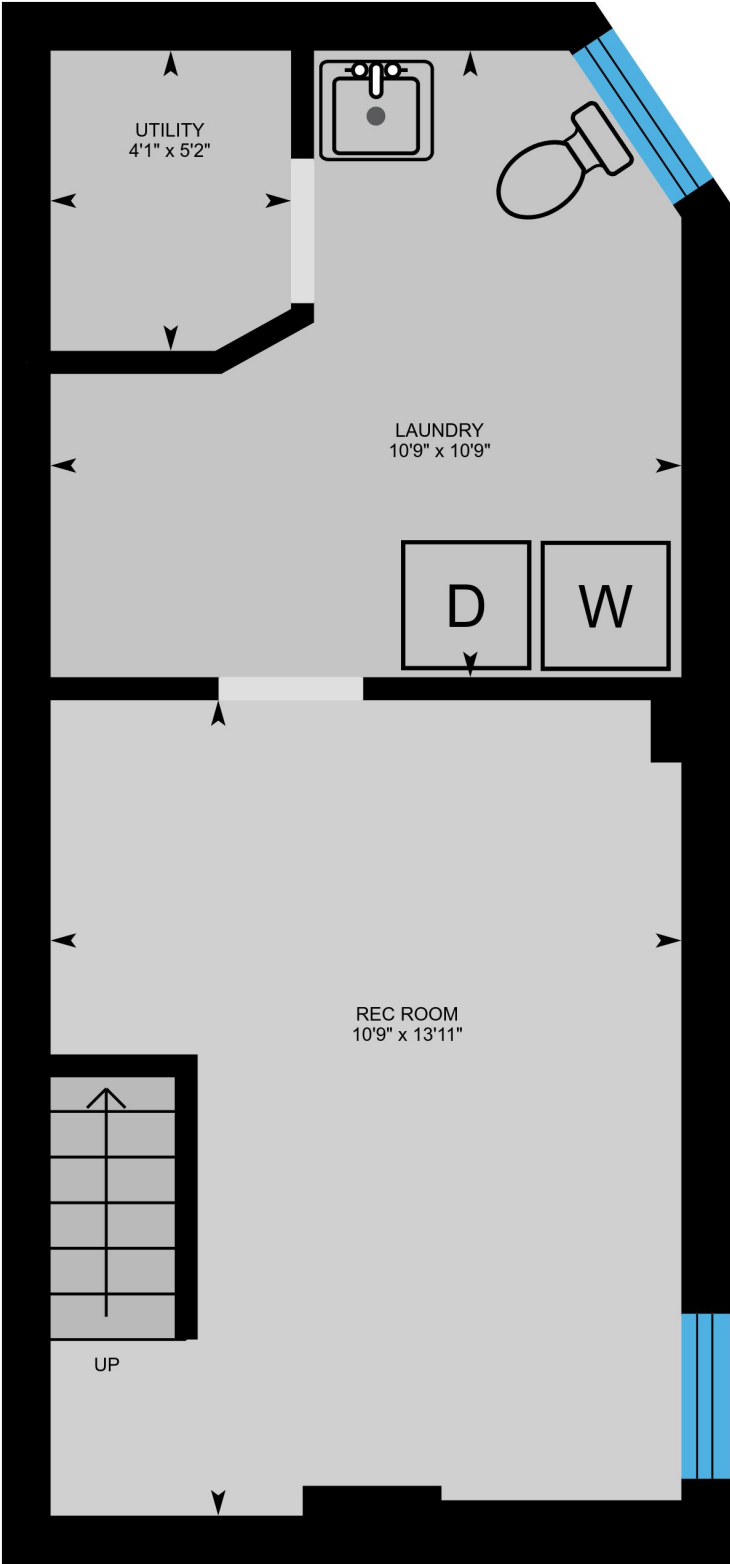 UTILITY
4'1" x 5'2"
LAUNDRY
10'9" x 10'9"
D
W
REC ROOM
10'9" x 13'11"
UP